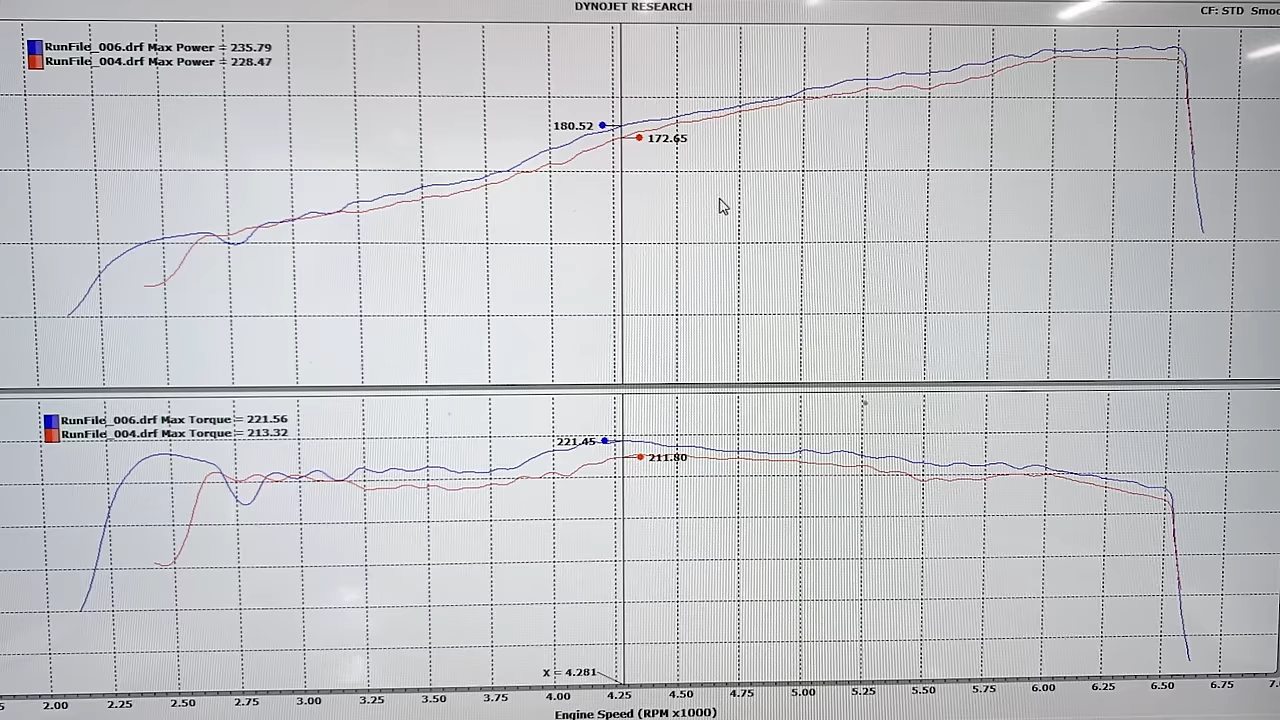 DYNOJET RESEARCH
CF: STD Smoo
RunFile_006.drf Max Power = 235.79
RunFile_004.drf Max Power = 228.47
180.52
172.65
RunFile_006.drf Max Torque = 221.56
RunFile_004.drf Max Torque = 213.32
221.45
211.80
X = 4.281
5 2.00 2.25 2.50 2.75 3.00 3.25 3.50 3.75 4.00 4.25 4.50 4.75 5.00 5.25 5.50 5.75 6.00 6.25 6.50 6.75 7.0
Engine Speed (RPM x1000)